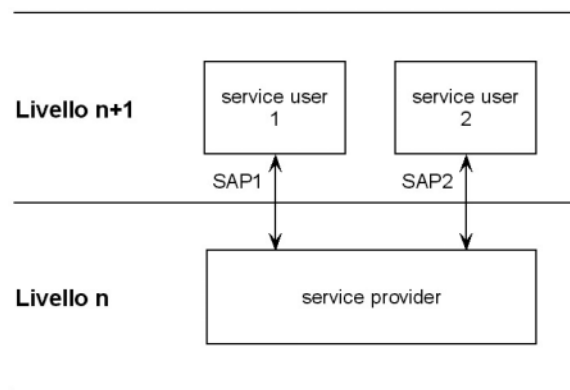 service user
1
service user
2
Livello n+1
SAP1
SAP2
Livello n
service provider